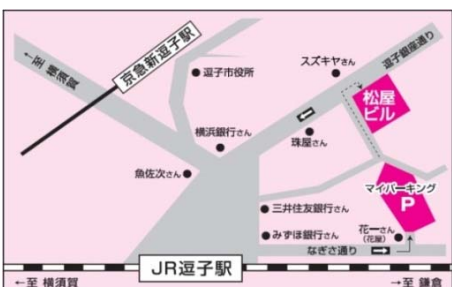 ←至 横須賀
京急新逗子駅
逗子市役所
スズキヤさん
逗子銀座通り
松屋
ビル
横浜銀行さん
珠屋さん
魚佐次さん
マイパーキング
P
三井住友銀行さん
みずほ銀行さん
花一さん
(花屋)
なぎさ通り
JR逗子駅
←至 横須賀
→至 鎌倉